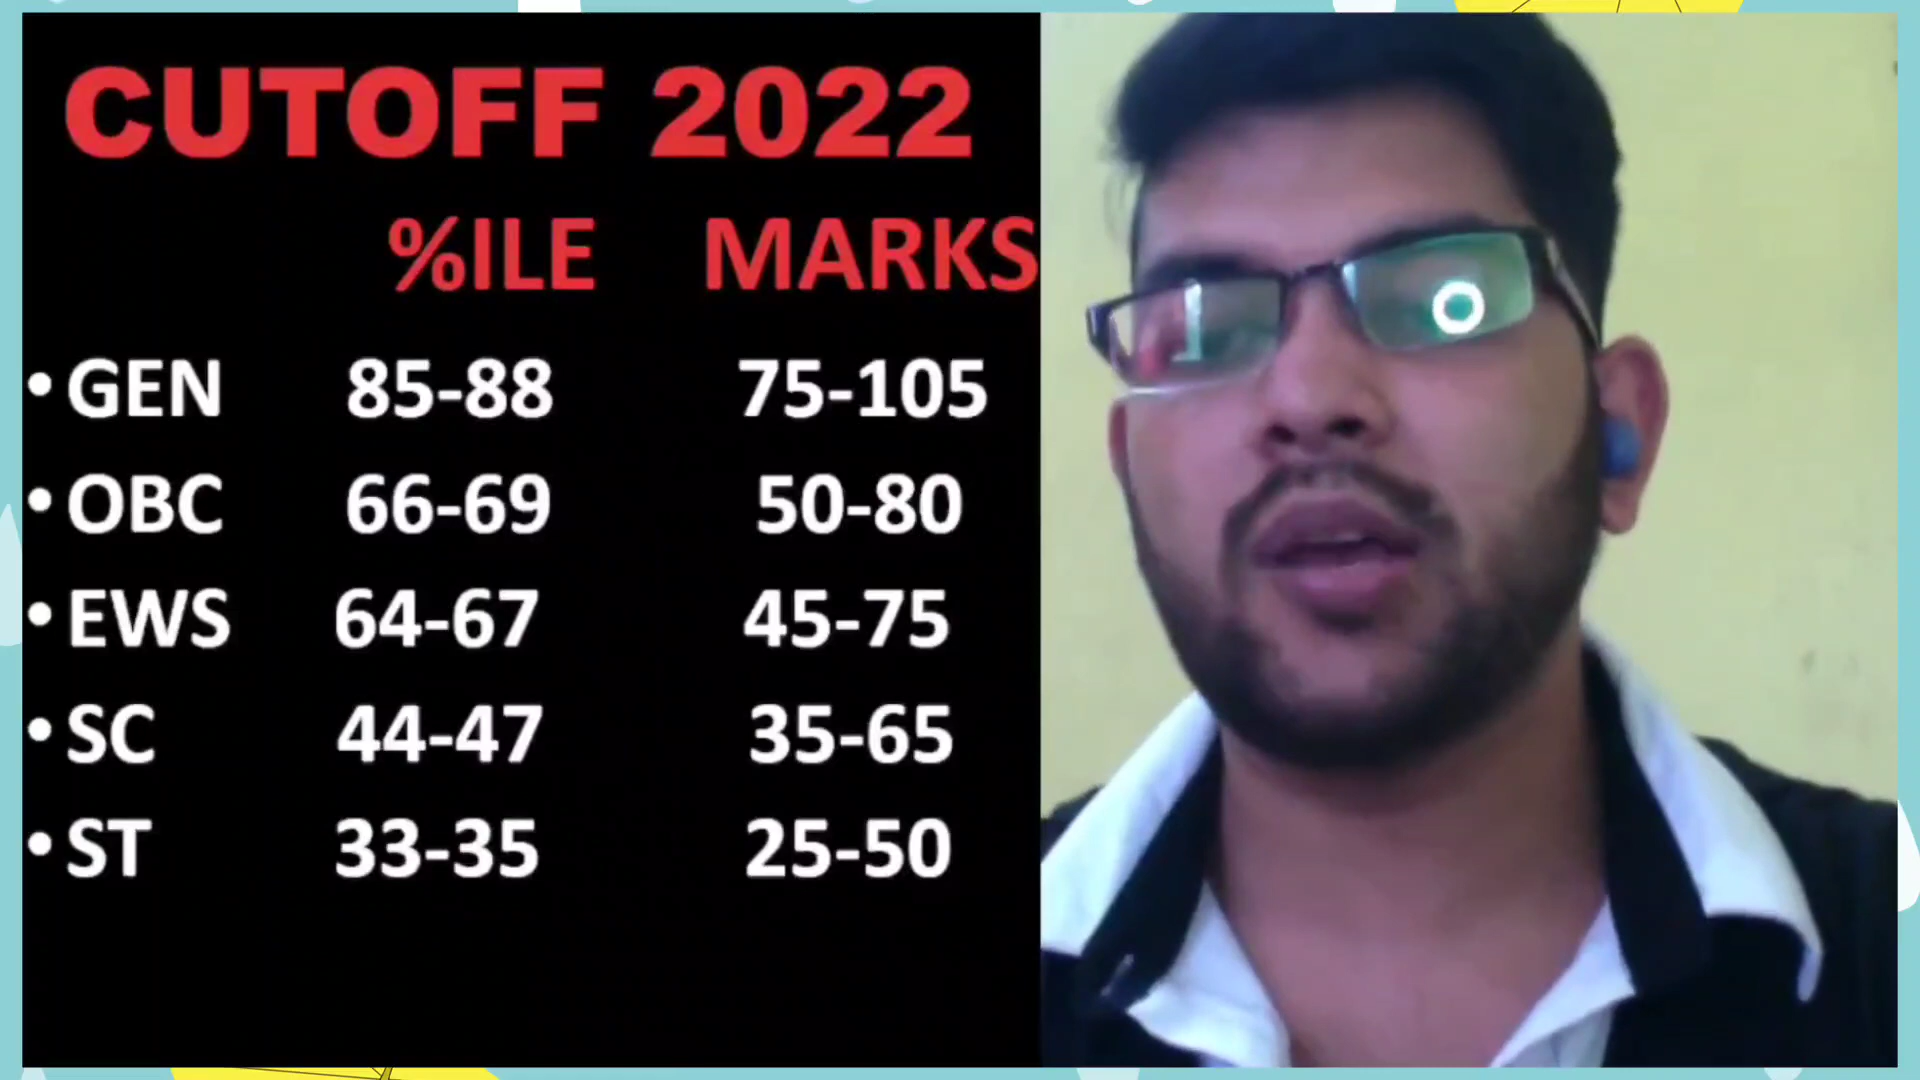 CUTOFF 2022
%ILE MARKS
• GEN 85-88 75-105
• OBC 66-69 50-80
• EWS 64-67 45-75
• SC 44-47 35-65
• ST 33-35 25-50